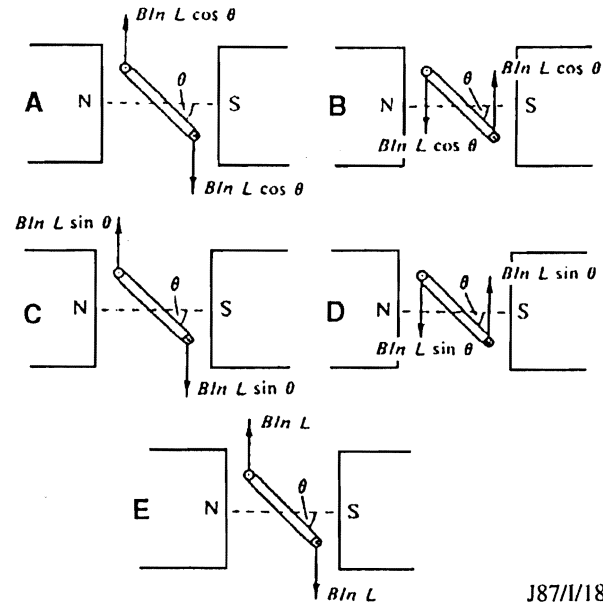 BIn L cos θ
BIn L cos θ
θ
θ
A N S
B N S
BIn L cos θ
BIn L cos θ
BIn L sin θ
BIn L sin θ
θ
θ
C N S
D N S
BIn L sin θ
BIn L sin θ
BIn L
θ
E N S
BIn L
J87/I/18